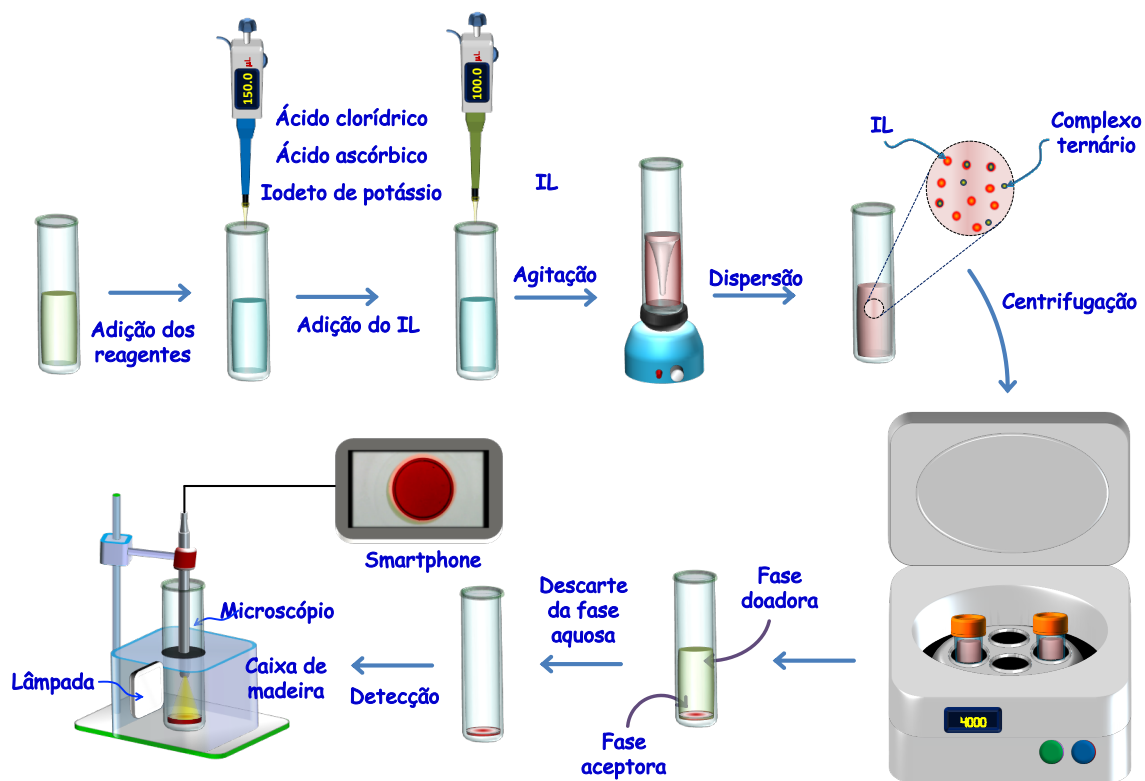 150.0
µL
Ácido clorídrico
Ácido ascórbico
Iodeto de potássio
100.0
µL
IL
IL
Complexo
ternário
Adição dos
reagentes
Adição do IL
Agitação
Dispersão
Centrifugação
Smartphone
Microscópio
Lâmpada
Caixa de
madeira
Detecção
Descarte
da fase
aquosa
Fase
doadora
Fase
aceptora
4000